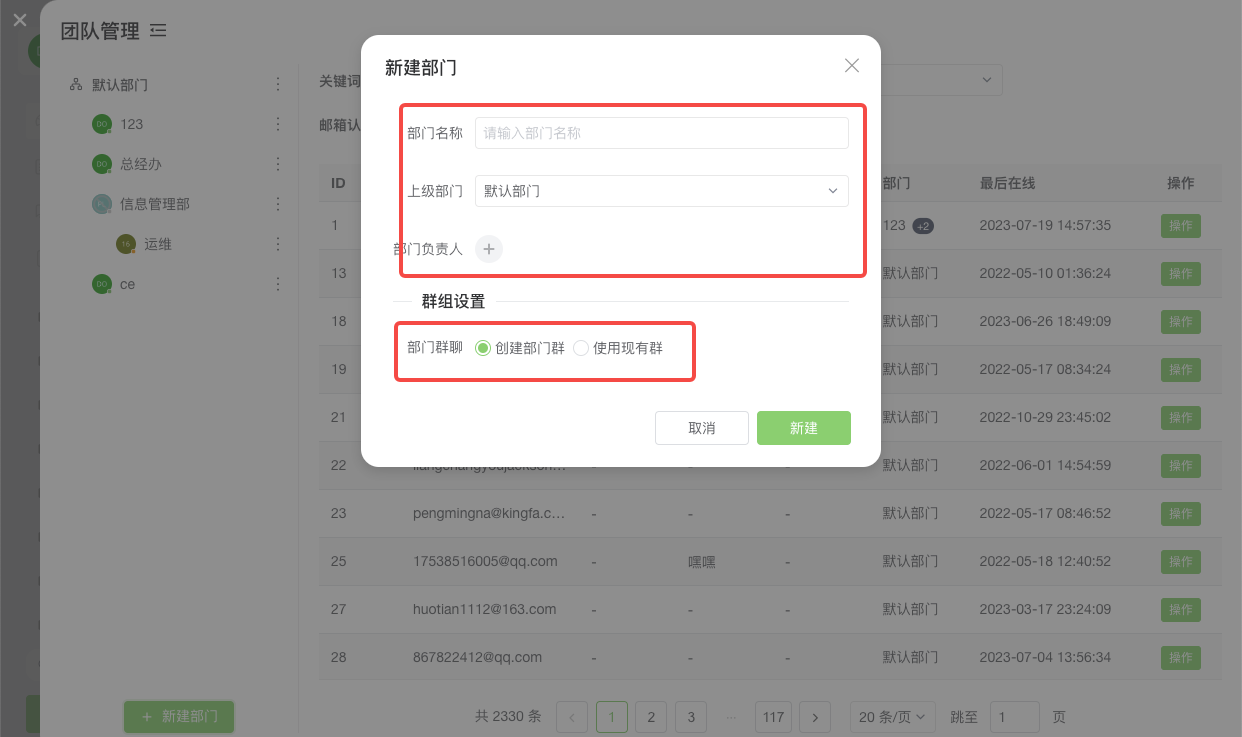 团队管理
默认部门
123
总经办
信息管理部
运维
ce
新建部门
关键词
邮箱认
新建部门
部门名称 请输入部门名称
上级部门 默认部门
部门负责人
群组设置
部门群聊 创建部门群 使用现有群
取消 新建
ID 部门 最后在线 操作
1 123 +2 2023-07-19 14:57:35 操作
13 默认部门 2022-05-10 01:36:24 操作
18 默认部门 2023-06-26 18:49:09 操作
19 默认部门 2022-05-17 08:34:24 操作
21 默认部门 2022-10-29 23:45:02 操作
22 - - - 默认部门 2022-06-01 14:54:59 操作
23 pengmingna@kingfa.c... - - - 默认部门 2022-05-17 08:46:52 操作
25 17538516005@qq.com - 嘿嘿 - 默认部门 2022-05-18 12:40:52 操作
27 huotian1112@163.com - - - 默认部门 2023-03-17 23:24:09 操作
28 867822412@qq.com - - - 默认部门 2023-07-04 13:56:34 操作
共 2330 条 < 1 2 3 ... 117 > 20 条/页 跳至 1 页